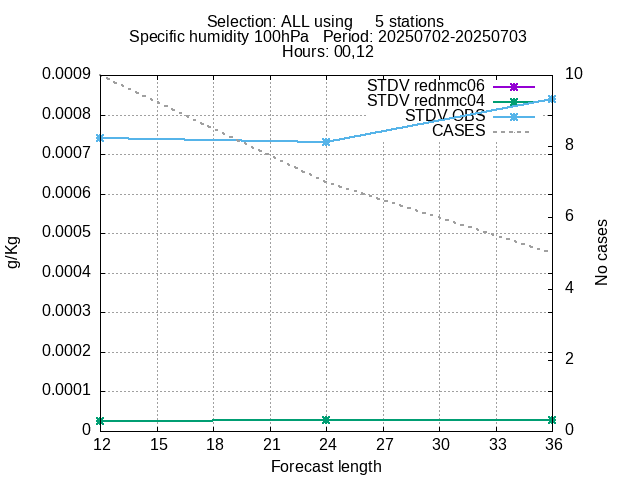 Selection: ALL using     5 stations
Specific humidity 100hPa   Period: 20250702-20250703
Hours: 00,12
STDV rednmc06
STDV rednmc04
STDV OBS
CASES
0.0009
0.0008
0.0007
0.0006
0.0005
0.0004
0.0003
0.0002
0.0001
0
g/Kg
10
8
6
4
2
0
No cases
12 15 18 21 24 27 30 33 36
Forecast length